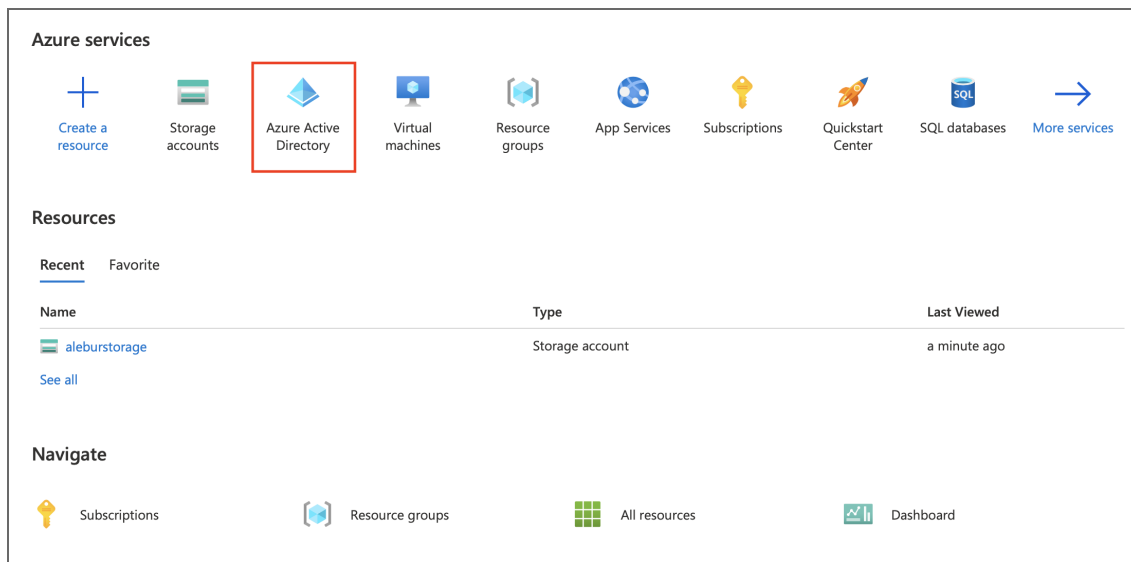 Azure services
Create a resource
Storage accounts
Azure Active Directory
Virtual machines
Resource groups
App Services
Subscriptions
Quickstart Center
SQL
SQL databases
More services
Resources
Recent Favorite
Name Type Last Viewed
aleburstorage Storage account a minute ago
See all
Navigate
Subscriptions Resource groups All resources Dashboard